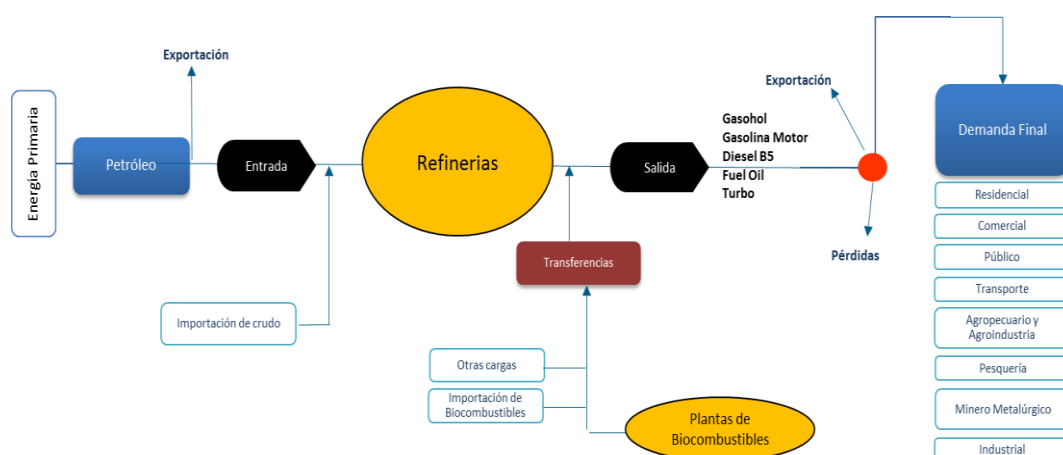 Exportación
Energía Primaria
Petróleo
Entrada
Refinerias
Importación de crudo
Transferencias
Otras cargas
Importación de
Biocombustibles
Plantas de
Biocombustibles
Salida
Gasohol
Gasolina Motor
Diesel B5
Fuel Oil
Turbo
Exportación
Pérdidas
Demanda Final
Residencial
Comercial
Público
Transporte
Agropecuario y
Agroindustria
Pesquería
Minero Metalúrgico
Industrial